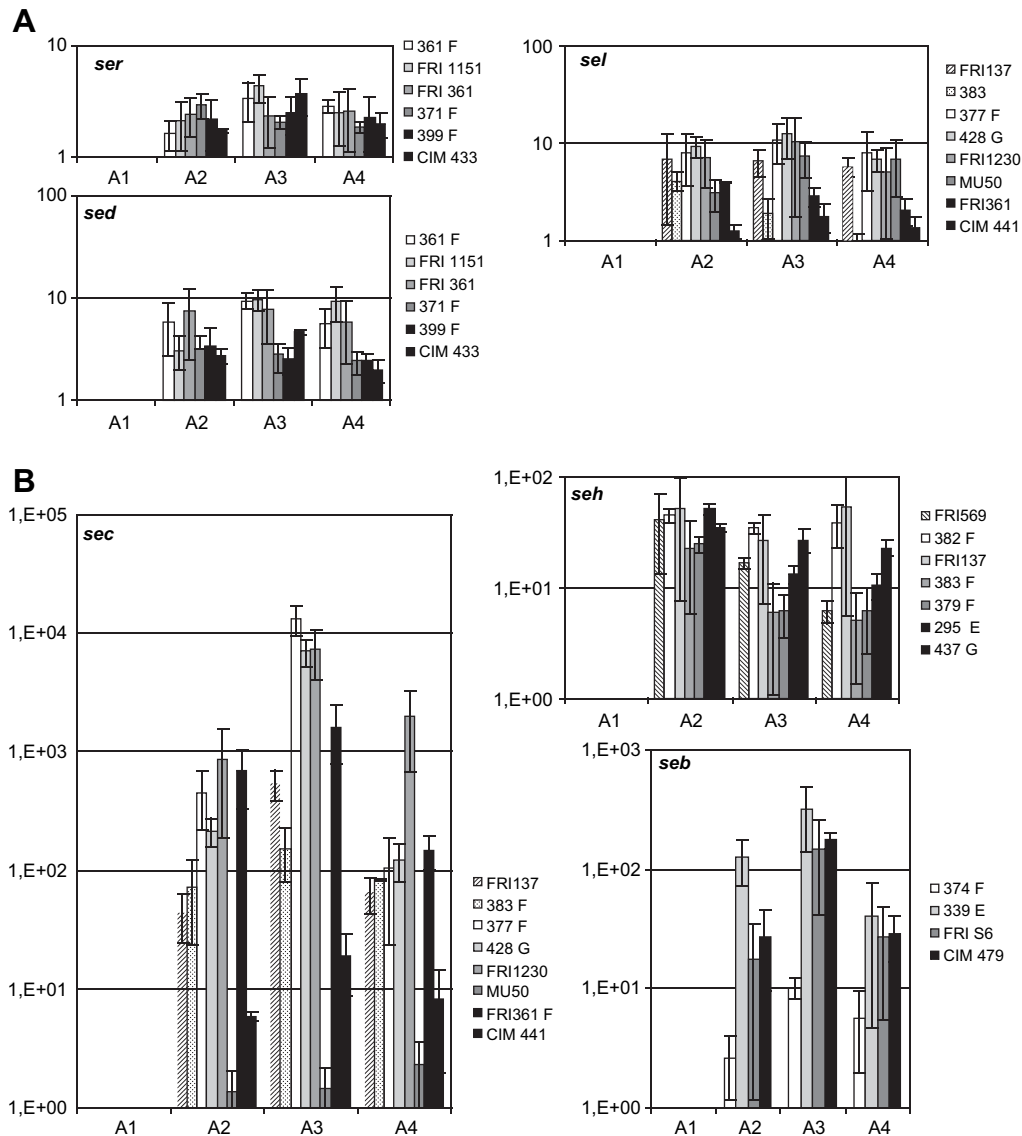 A
ser
10
1
A1 A2 A3 A4
361 F
FRI 1151
FRI 361
371 F
399 F
CIM 433
sed
100
10
1
A1 A2 A3 A4
361 F
FRI 1151
FRI 361
371 F
399 F
CIM 433
sel
100
10
1
A1 A2 A3 A4
FRI137
383
377 F
428 G
FRI1230
MU50
FRI361
CIM 441
B
sec
1,E+05
1,E+04
1,E+03
1,E+02
1,E+01
1,E+00
A1 A2 A3 A4
FRI137
383 F
377 F
428 G
FRI1230
MU50
FRI361 F
CIM 441
seh
1,E+02
1,E+01
1,E+00
A1 A2 A3 A4
FRI569
382 F
FRI137
383 F
379 F
295 E
437 G
seb
1,E+03
1,E+02
1,E+01
1,E+00
A1 A2 A3 A4
374 F
339 E
FRI S6
CIM 479